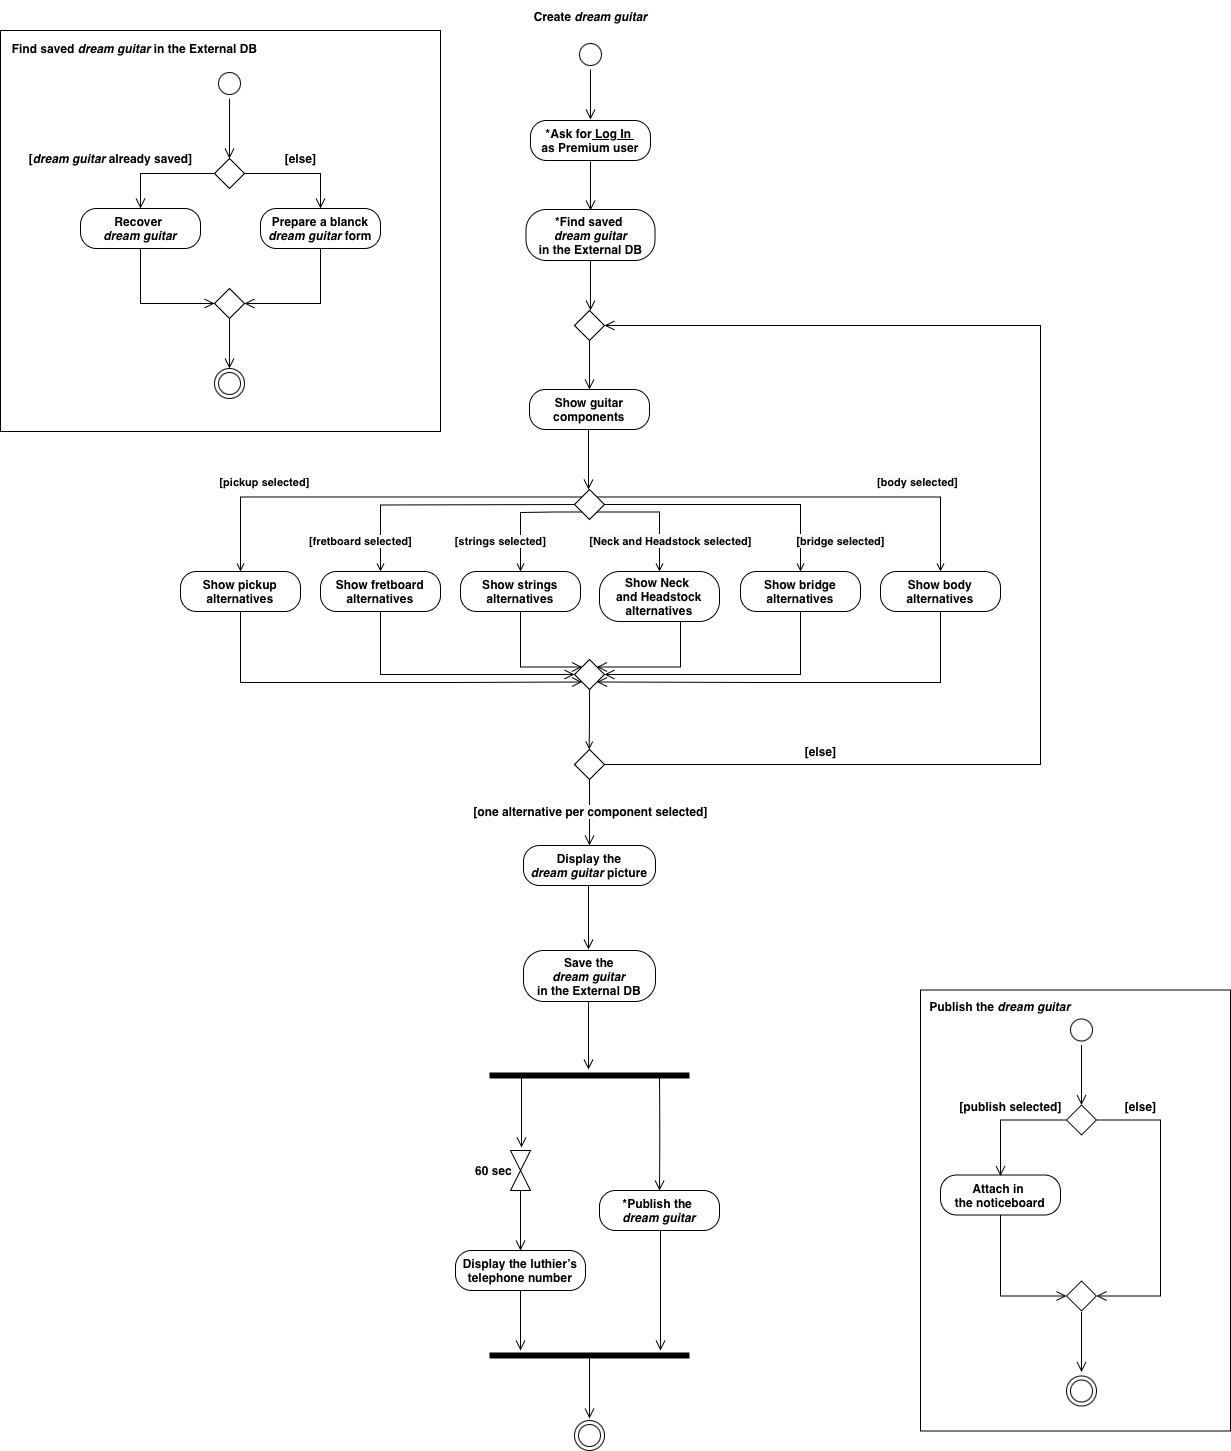 Create dream guitar
Find saved dream guitar in the External DB
[dream guitar already saved]
[else]
Recover
dream guitar
Prepare a blanck
dream guitar form
*Ask for Log In
as Premium user
*Find saved
dream guitar
in the External DB
Show guitar
components
[pickup selected]
[body selected]
[fretboard selected]
[strings selected]
[Neck and Headstock selected]
[bridge selected]
Show pickup
alternatives
Show fretboard
alternatives
Show strings
alternatives
Show Neck
and Headstock
alternatives
Show bridge
alternatives
Show body
alternatives
[else]
[one alternative per component selected]
Display the
dream guitar picture
Save the
dream guitar
in the External DB
60 sec
*Publish the
dream guitar
Display the luthier's
telephone number
Publish the dream guitar
[publish selected]
[else]
Attach in
the noticeboard